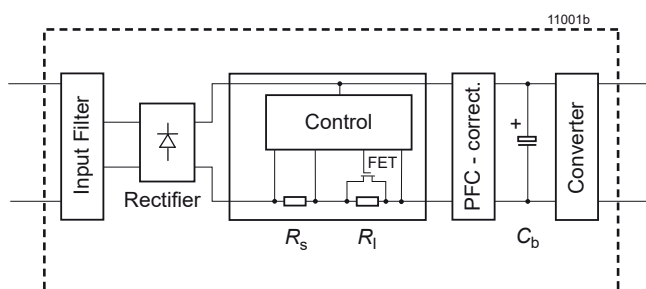 11001b
Input Filter
Rectifier
Control
FET
Rs
Rl
PFC - correct.
+
Cb
Converter